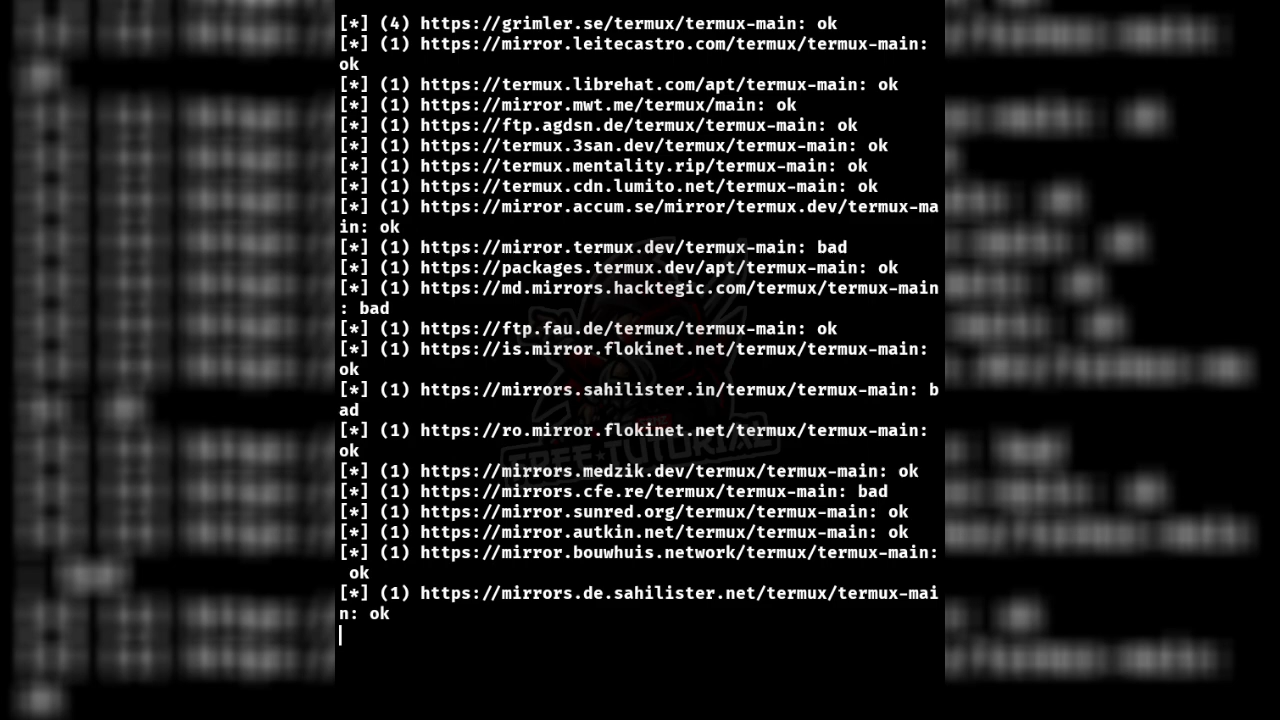 [*] (4) https://grimler.se/termux/termux-main: ok
[*] (1) https://mirror.leitecastro.com/termux/termux-main:
ok
[*] (1) https://termux.librehat.com/apt/termux-main: ok
[*] (1) https://mirror.mwt.me/termux/main: ok
[*] (1) https://ftp.agdsn.de/termux/termux-main: ok
[*] (1) https://termux.3san.dev/termux/termux-main: ok
[*] (1) https://termux.mentality.rip/termux-main: ok
[*] (1) https://termux.cdn.lumito.net/termux-main: ok
[*] (1) https://mirror.accum.se/mirror/termux.dev/termux-ma
in: ok
[*] (1) https://mirror.termux.dev/termux-main: bad
[*] (1) https://packages.termux.dev/apt/termux-main: ok
[*] (1) https://md.mirrors.hacktegic.com/termux/termux-main
: bad
[*] (1) https://ftp.fau.de/termux/termux-main: ok
[*] (1) https://is.mirror.flokinet.net/termux/termux-main:
ok
[*] (1) https://mirrors.sahilister.in/termux/termux-main: b
ad
[*] (1) https://ro.mirror.flokinet.net/termux/termux-main:
ok
FREE★TUTORIAL
[*] (1) https://mirrors.medzik.dev/termux/termux-main: ok
[*] (1) https://mirrors.cfe.re/termux/termux-main: bad
[*] (1) https://mirror.sunred.org/termux/termux-main: ok
[*] (1) https://mirror.autkin.net/termux/termux-main: ok
[*] (1) https://mirror.bouwhuis.network/termux/termux-main:
ok
[*] (1) https://mirrors.de.sahilister.net/termux/termux-mai
n: ok